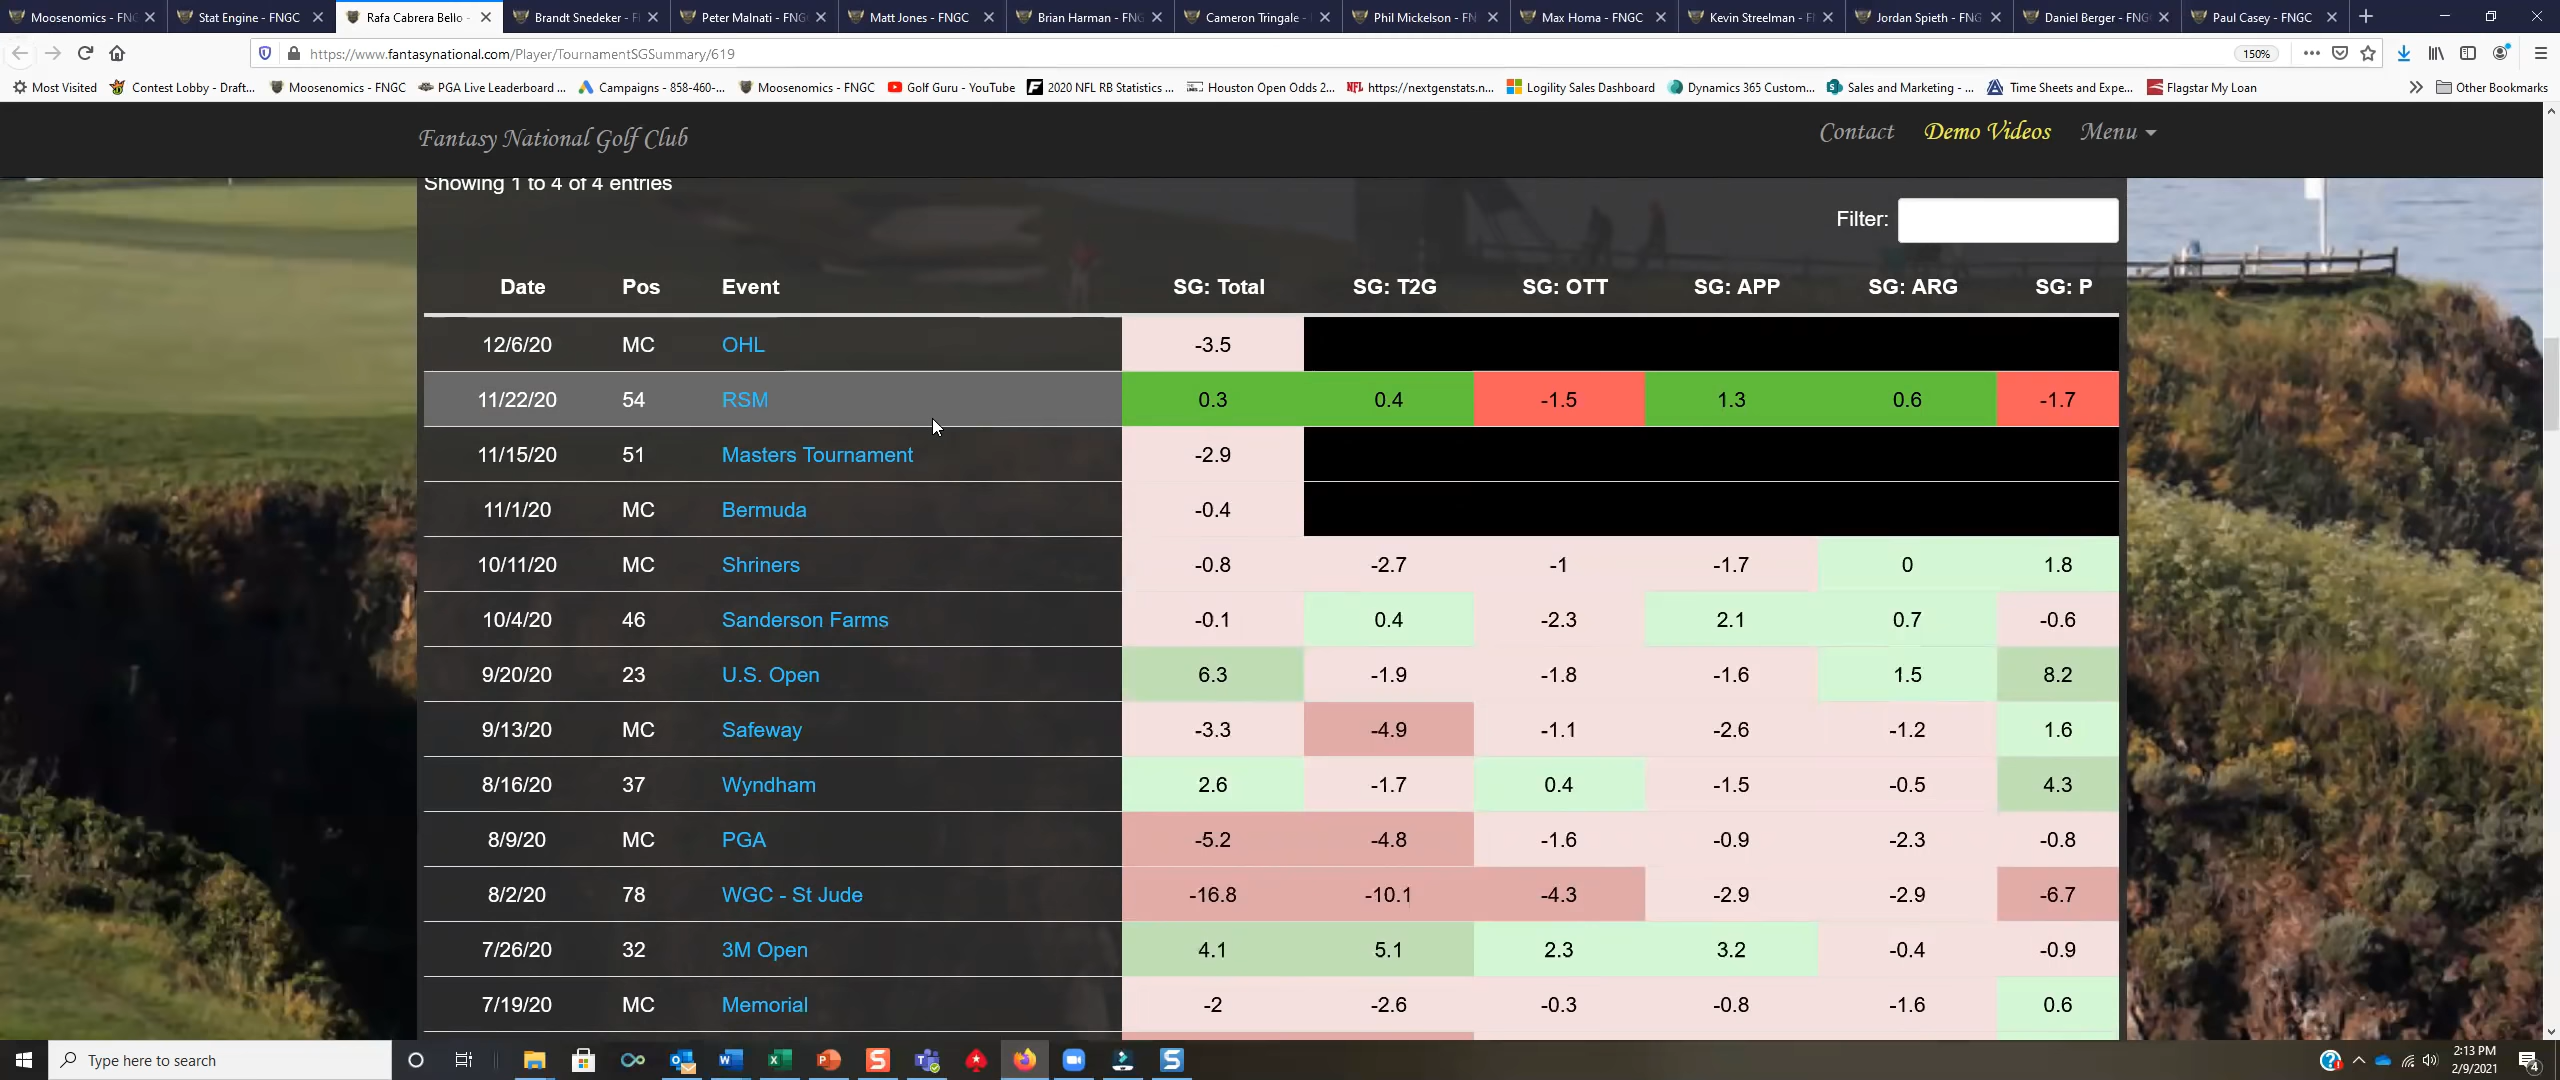 Moosenomics - FNGC
Stat Engine - FNGC
Rafa Cabrera Bello -
Brandt Snedeker - F
Peter Malnati - FNG
Matt Jones - FNGC
Brian Harman - FNG
Cameron Tringale -
Phil Mickelson - FN
Max Homa - FNGC
Kevin Streelman - F
Jordan Spieth - FNG
Daniel Berger - FNG
Paul Casey - FNGC
https://www.fantasynational.com/Player/TournamentSGSummary/619
150%
Most Visited
Contest Lobby - Draft...
Moosenomics - FNGC
PGA Live Leaderboard ...
Campaigns - 858-460-...
Moosenomics - FNGC
Golf Guru - YouTube
2020 NFL RB Statistics ...
Houston Open Odds 2...
https://nextgenstats.n...
Logility Sales Dashboard
Dynamics 365 Custom...
Sales and Marketing - ...
Time Sheets and Expe...
Flagstar My Loan
Other Bookmarks
Fantasy National Golf Club
Contact Demo Videos Menu
Showing 1 to 4 of 4 entries
Filter:
Date Pos Event SG: Total SG: T2G SG: OTT SG: APP SG: ARG SG: P
12/6/20 MC OHL -3.5
11/22/20 54 RSM 0.3 0.4 -1.5 1.3 0.6 -1.7
11/15/20 51 Masters Tournament -2.9
11/1/20 MC Bermuda -0.4
10/11/20 MC Shriners -0.8 -2.7 -1 -1.7 0 1.8
10/4/20 46 Sanderson Farms -0.1 0.4 -2.3 2.1 0.7 -0.6
9/20/20 23 U.S. Open 6.3 -1.9 -1.8 -1.6 1.5 8.2
9/13/20 MC Safeway -3.3 -4.9 -1.1 -2.6 -1.2 1.6
8/16/20 37 Wyndham 2.6 -1.7 0.4 -1.5 -0.5 4.3
8/9/20 MC PGA -5.2 -4.8 -1.6 -0.9 -2.3 -0.8
8/2/20 78 WGC - St Jude -16.8 -10.1 -4.3 -2.9 -2.9 -6.7
7/26/20 32 3M Open 4.1 5.1 2.3 3.2 -0.4 -0.9
7/19/20 MC Memorial -2 -2.6 -0.3 -0.8 -1.6 0.6
Type here to search
2:13 PM
2/9/2021
4